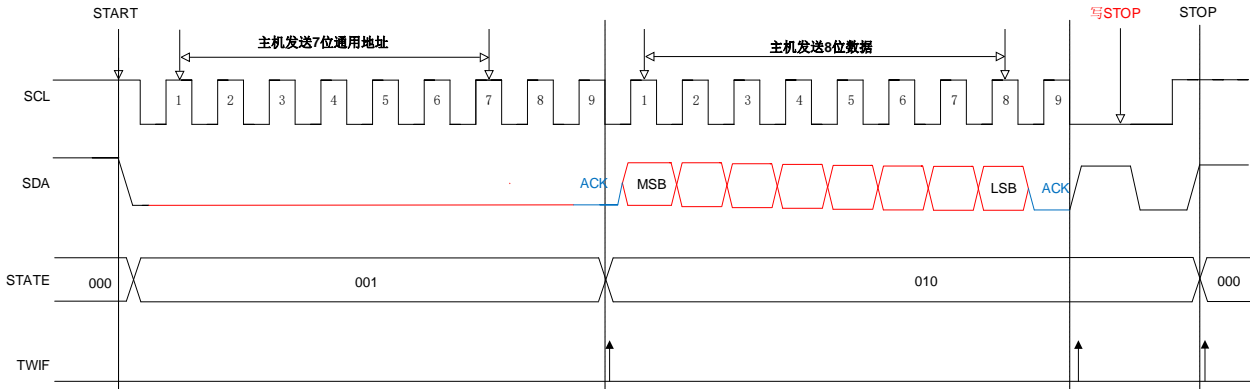 START 写STOP STOP
主机发送7位通用地址 主机发送8位数据
SCL 1 2 3 4 5 6 7 8 9 1 2 3 4 5 6 7 8 9
SDA ACK MSB LSB ACK
STATE 000 001 010 000
TWIF